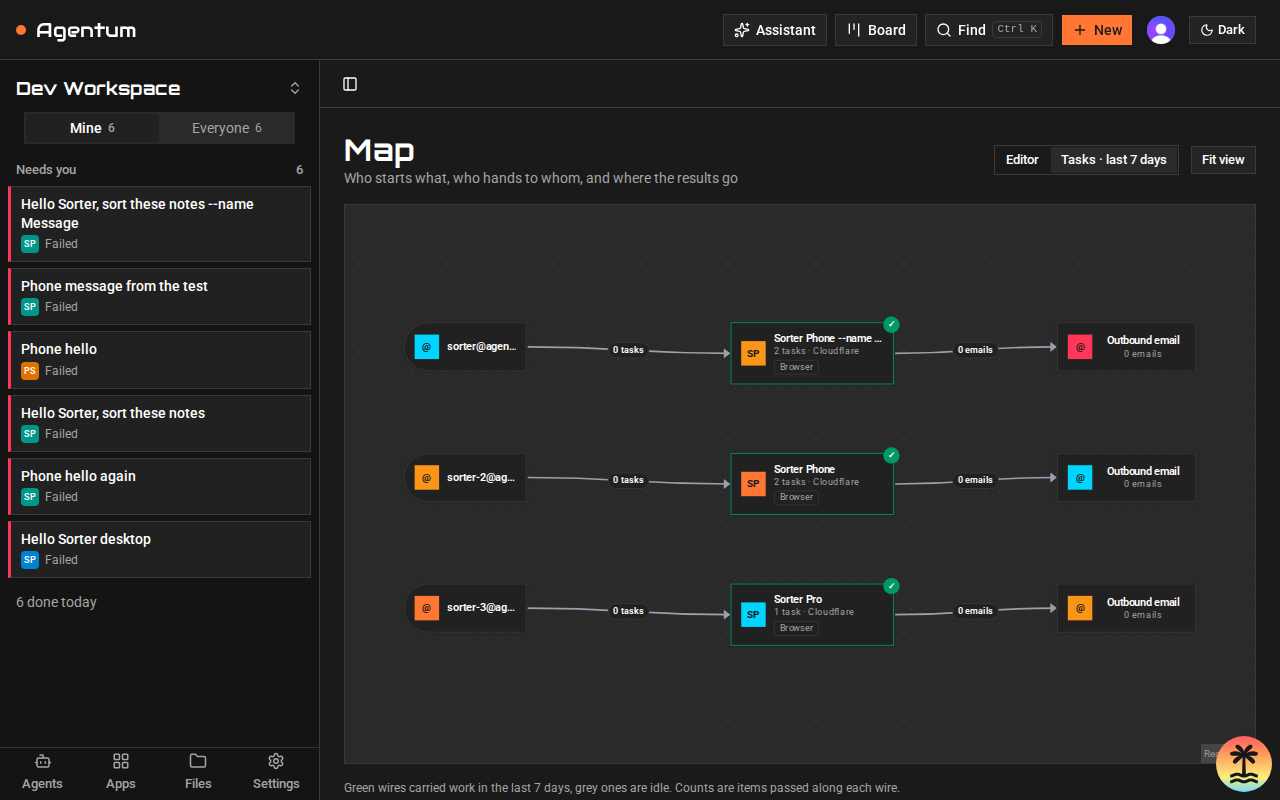 Agentum
Assistant
Board
Find Ctrl K
New
Dark
Dev Workspace
Mine 6
Everyone 6
Needs you 6
Hello Sorter, sort these notes --name
Message
SP Failed
Phone message from the test
SP Failed
Phone hello
PS Failed
Hello Sorter, sort these notes
SP Failed
Phone hello again
SP Failed
Hello Sorter desktop
SP Failed
6 done today
Agents
Apps
Files
Settings
Map
Who starts what, who hands to whom, and where the results go
Editor
Tasks · last 7 days
Fit view
@ sorter@agen...
0 tasks
SP
Sorter Phone --name ...
2 tasks · Cloudflare
Browser
0 emails
@
Outbound email
0 emails
@ sorter-2@ag...
0 tasks
SP
Sorter Phone
2 tasks · Cloudflare
Browser
0 emails
@
Outbound email
0 emails
@ sorter-3@ag...
0 tasks
SP
Sorter Pro
1 task · Cloudflare
Browser
0 emails
@
Outbound email
0 emails
Green wires carried work in the last 7 days, grey ones are idle. Counts are items passed along each wire.